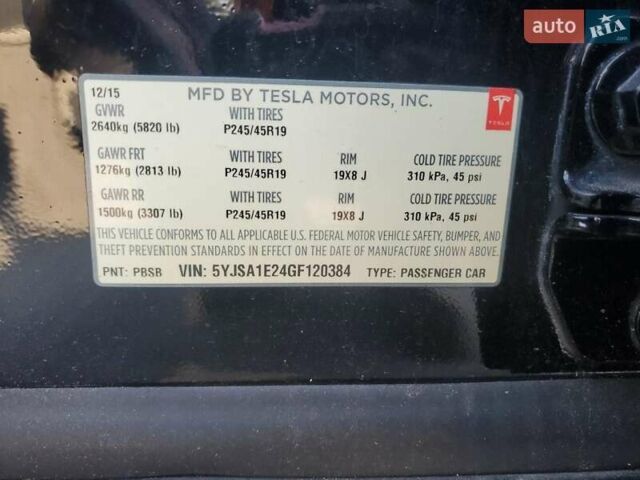 auto RIA .com
12/15 MFD BY TESLA MOTORS, INC.
GVWR WITH TIRES
2640kg (5820 lb) P245/45R19
TESLA
GAWR FRT WITH TIRES RIM COLD TIRE PRESSURE
1276kg (2813 lb) P245/45R19 19X8 J 310 kPa, 45 psi
GAWR RR WITH TIRES RIM COLD TIRE PRESSURE
1500kg (3307 lb) P245/45R19 19X8 J 310 kPa, 45 psi
THIS VEHICLE CONFORMS TO ALL APPLICABLE U.S. FEDERAL MOTOR VEHICLE SAFETY, BUMPER, AND
THEFT PREVENTION STANDARDS IN EFFECT ON THE DATE OF MANUFACTURE SHOWN ABOVE.
PNT: PBSB VIN: 5YJSA1E24GF120384 TYPE: PASSENGER CAR